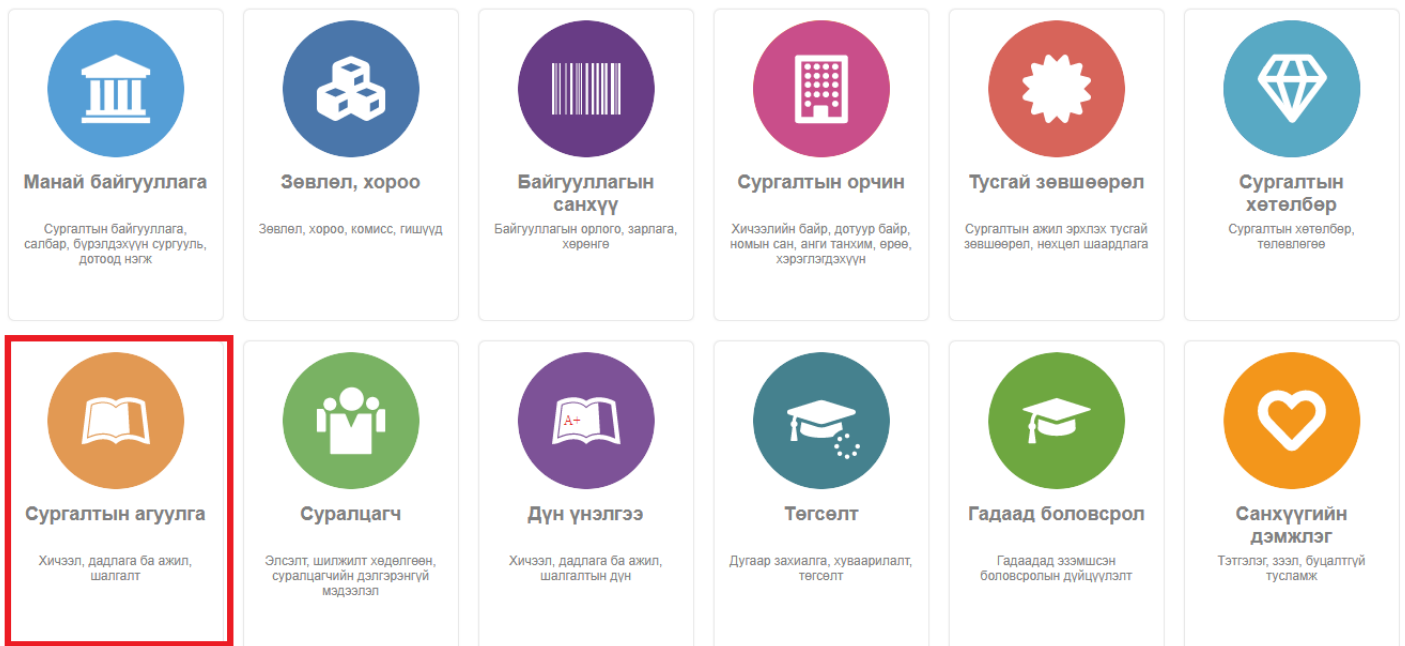 Манай байгууллага
Сургалтын байгууллага,
салбар, бүрэлдэхүүн сургууль,
дотоод нэгж
Зөвлөл, хороо
Зөвлөл, хороо, комисс, гишүүд
Байгууллагын
санхүү
Байгууллагын орлого, зарлага,
хөрөнгө
Сургалтын орчин
Хичээлийн байр, дотуур байр,
номын сан, анги танхим, өрөө,
хэрэглэгдэхүүн
Тусгай зөвшөөрөл
Сургалтын ажил эрхлэх тусгай
зөвшөөрөл, нөхцөл шаардлага
Сургалтын
хөтөлбөр
Сургалтын хөтөлбөр,
төлөвлөгөө
Сургалтын агуулга
Хичээл, дадлага ба ажил,
шалгалт
Суралцагч
Элсэлт, шилжилт хөдөлгөөн,
суралцагчийн дэлгэрэнгүй
мэдээлэл
A+
Дүн үнэлгээ
Хичээл, дадлага ба ажил,
шалгалтын дүн
Төгсөлт
Дугаар захиалга, хуваарилалт,
төгсөлт
Гадаад боловсрол
Гадаадад эзэмшсэн
боловсролын дүйцүүлэлт
Санхүүгийн
дэмжлэг
Тэтгэлэг, зээл, буцалтгүй
тусламж